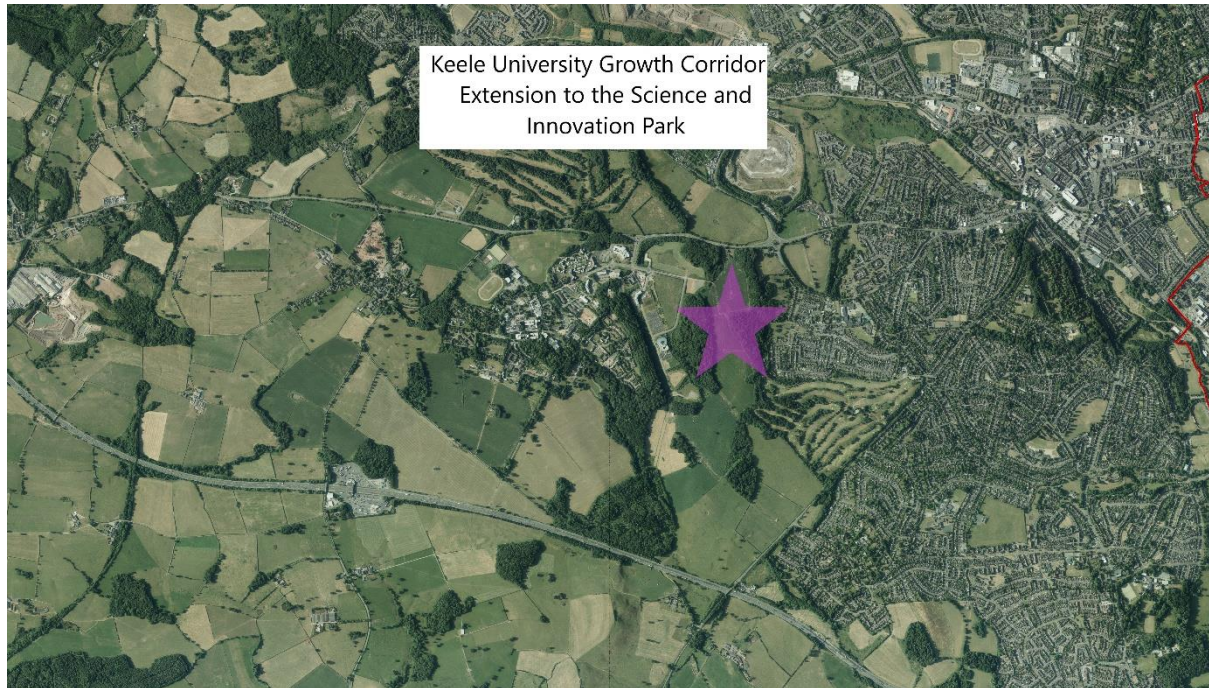 Keele University Growth Corridor
Extension to the Science and
Innovation Park